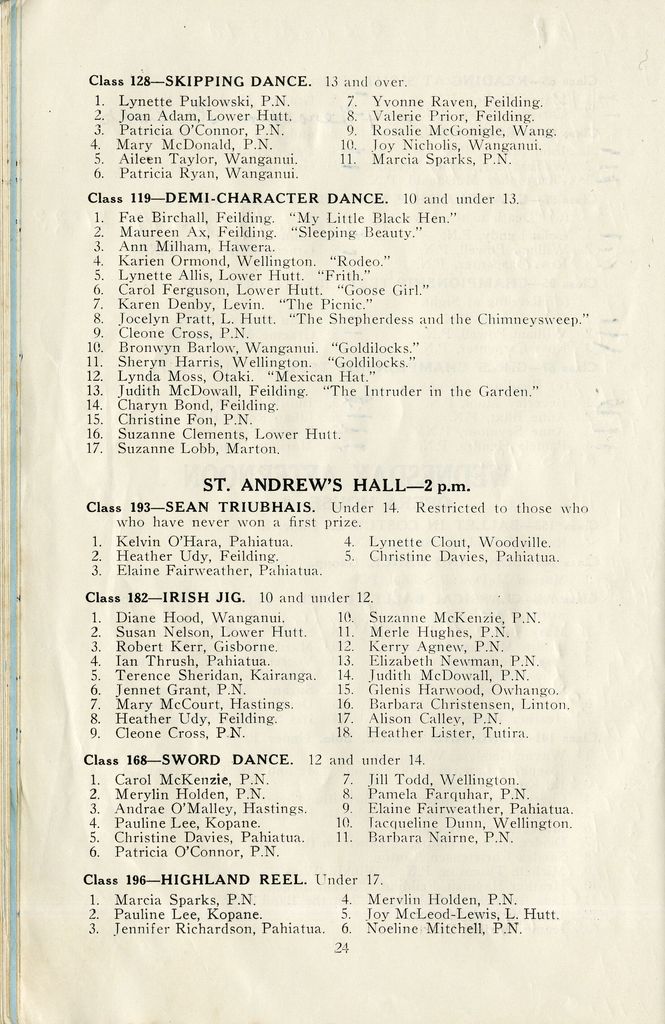 Class 128—SKIPPING DANCE. 13 and over.
1. Lynette Puklowski, P.N.
2. Joan Adam, Lower Hutt.
3. Patricia O'Connor, P.N.
4. Mary McDonald, P.N.
5. Aileen Taylor, Wanganui.
6. Patricia Ryan, Wanganui.
7. Yvonne Raven, Feilding.
8. Valerie Prior, Feilding.
9. Rosalie McGonigle, Wang.
10. Joy Nicholis, Wanganui.
11. Marcia Sparks, P.N.
Class 119—DEMI-CHARACTER DANCE. 10 and under 13.
1. Fae Birchall, Feilding. "My Little Black Hen."
2. Maureen Ax, Feilding. "Sleeping Beauty."
3. Ann Milham, Hawera.
4. Karien Ormond, Wellington. "Rodeo."
5. Lynette Allis, Lower Hutt. "Frith."
6. Carol Ferguson, Lower Hutt. "Goose Girl."
7. Karen Denby, Levin. "The Picnic."
8. Jocelyn Pratt, L. Hutt. "The Shepherdess and the Chimneysweep."
9. Cleone Cross, P.N.
10. Bronwyn Barlow, Wanganui. "Goldilocks."
11. Sheryn Harris, Wellington. "Goldilocks."
12. Lynda Moss, Otaki. "Mexican Hat."
13. Judith McDowall, Feilding. "The Intruder in the Garden."
14. Charyn Bond, Feilding.
15. Christine Fon, P.N.
16. Suzanne Clements, Lower Hutt.
17. Suzanne Lobb, Marton.
ST. ANDREW'S HALL—2 p.m.
Class 193—SEAN TRIUBHAIS. Under 14. Restricted to those who
who have never won a first prize.
1. Kelvin O'Hara, Pahiatua.
2. Heather Udy, Feilding.
3. Elaine Fairweather, Pahiatua.
4. Lynette Clout, Woodville.
5. Christine Davies, Pahiatua.
Class 182—IRISH JIG. 10 and under 12.
1. Diane Hood, Wanganui.
2. Susan Nelson, Lower Hutt.
3. Robert Kerr, Gisborne.
4. Ian Thrush, Pahiatua.
5. Terence Sheridan, Kairanga.
6. Jennet Grant, P.N.
7. Mary McCourt, Hastings.
8. Heather Udy, Feilding.
9. Cleone Cross, P.N.
10. Suzanne McKenzie, P.N.
11. Merle Hughes, P.N.
12. Kerry Agnew, P.N.
13. Elizabeth Newman, P.N.
14. Judith McDowall, P.N.
15. Glenis Harwood, Owhango.
16. Barbara Christensen, Linton.
17. Alison Calley, P.N.
18. Heather Lister, Tutira.
Class 168—SWORD DANCE. 12 and under 14.
1. Carol McKenzie, P.N.
2. Merylin Holden, P.N.
3. Andrae O'Malley, Hastings.
4. Pauline Lee, Kopane.
5. Christine Davies, Pahiatua.
6. Patricia O'Connor, P.N.
7. Jill Todd, Wellington.
8. Pamela Farquhar, P.N.
9. Elaine Fairweather, Pahiatua.
10. Jacqueline Dunn, Wellington.
11. Barbara Nairne, P.N.
Class 196—HIGHLAND REEL. Under 17.
1. Marcia Sparks, P.N.
2. Pauline Lee, Kopane.
3. Jennifer Richardson, Pahiatua.
4. Mervlin Holden, P.N.
5. Joy McLeod-Lewis, L. Hutt.
6. Noeline Mitchell, P.N.
24